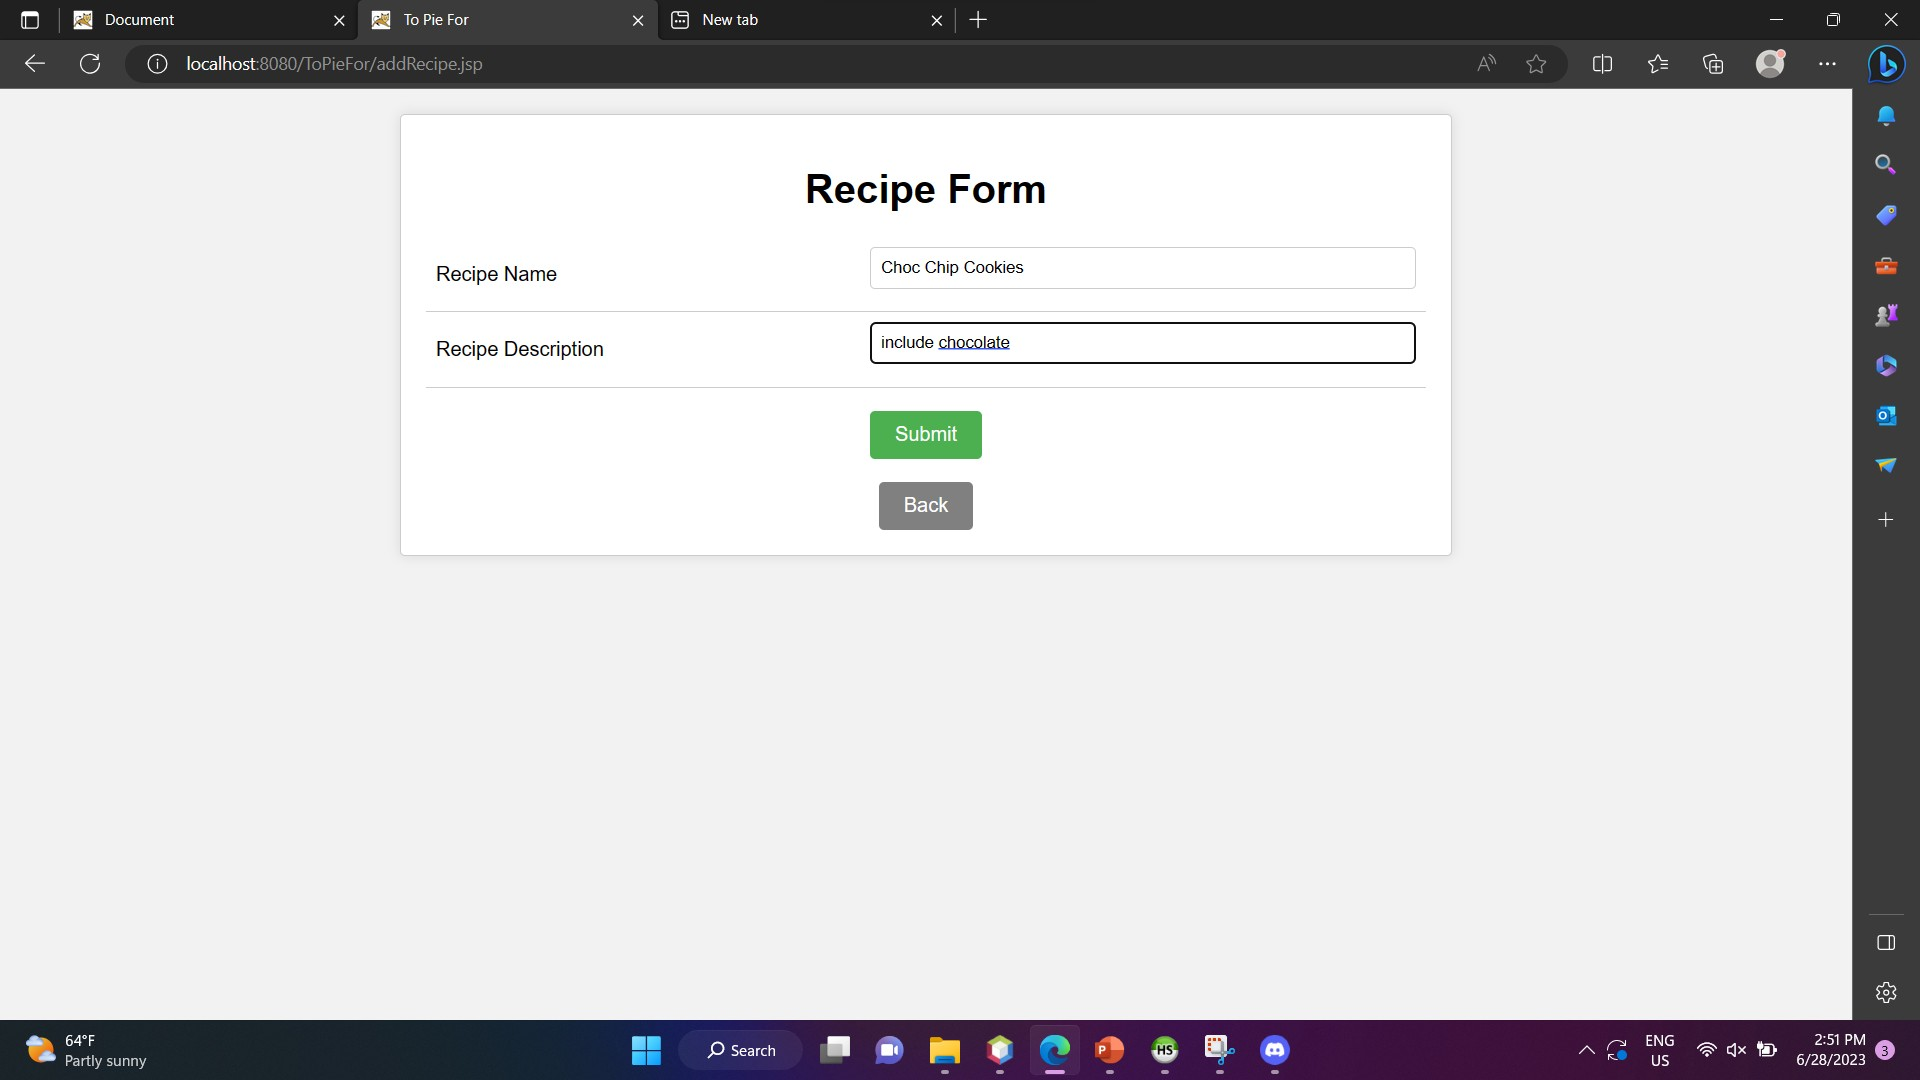 Document
To Pie For
New tab
localhost:8080/ToPieFor/addRecipe.jsp
Recipe Form
Recipe Name
Choc Chip Cookies
Recipe Description
include chocolate
Submit
Back
64°F
Partly sunny
Search
P
HS
ENG
US
2:51 PM
6/28/2023
3